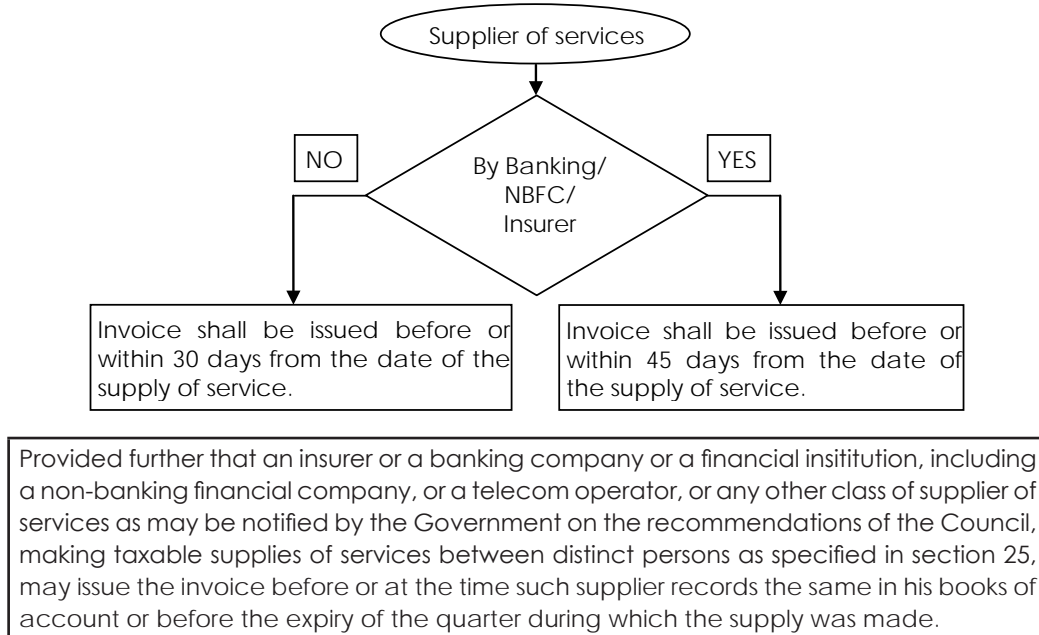 Supplier of services
NO
YES
By Banking/
NBFC/
Insurer
Invoice shall be issued before or
within 30 days from the date of the
supply of service.
Invoice shall be issued before or
within 45 days from the date of
the supply of service.
Provided further that an insurer or a banking company or a financial insititution, including
a non-banking financial company, or a telecom operator, or any other class of supplier of
services as may be notified by the Government on the recommendations of the Council,
making taxable supplies of services between distinct persons as specified in section 25,
may issue the invoice before or at the time such supplier records the same in his books of
account or before the expiry of the quarter during which the supply was made.